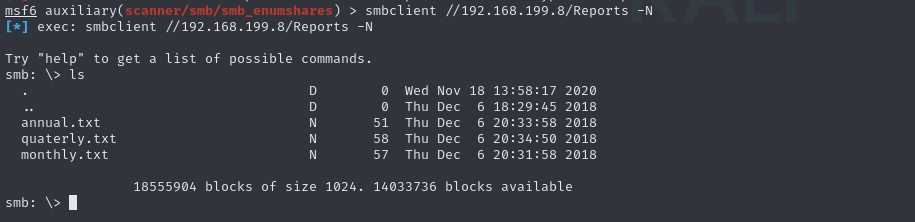 KALI
msf6 auxiliary(scanner/smb/smb_enumshares) > smbclient //192.168.199.8/Reports -N
[*] exec: smbclient //192.168.199.8/Reports -N
Try "help" to get a list of possible commands.
smb: \> ls
. D 0 Wed Nov 18 13:58:17 2020
.. D 0 Thu Dec 6 18:29:45 2018
annual.txt N 51 Thu Dec 6 20:33:58 2018
quaterly.txt N 58 Thu Dec 6 20:34:50 2018
monthly.txt N 57 Thu Dec 6 20:31:58 2018
18555904 blocks of size 1024. 14033736 blocks available
smb: \>